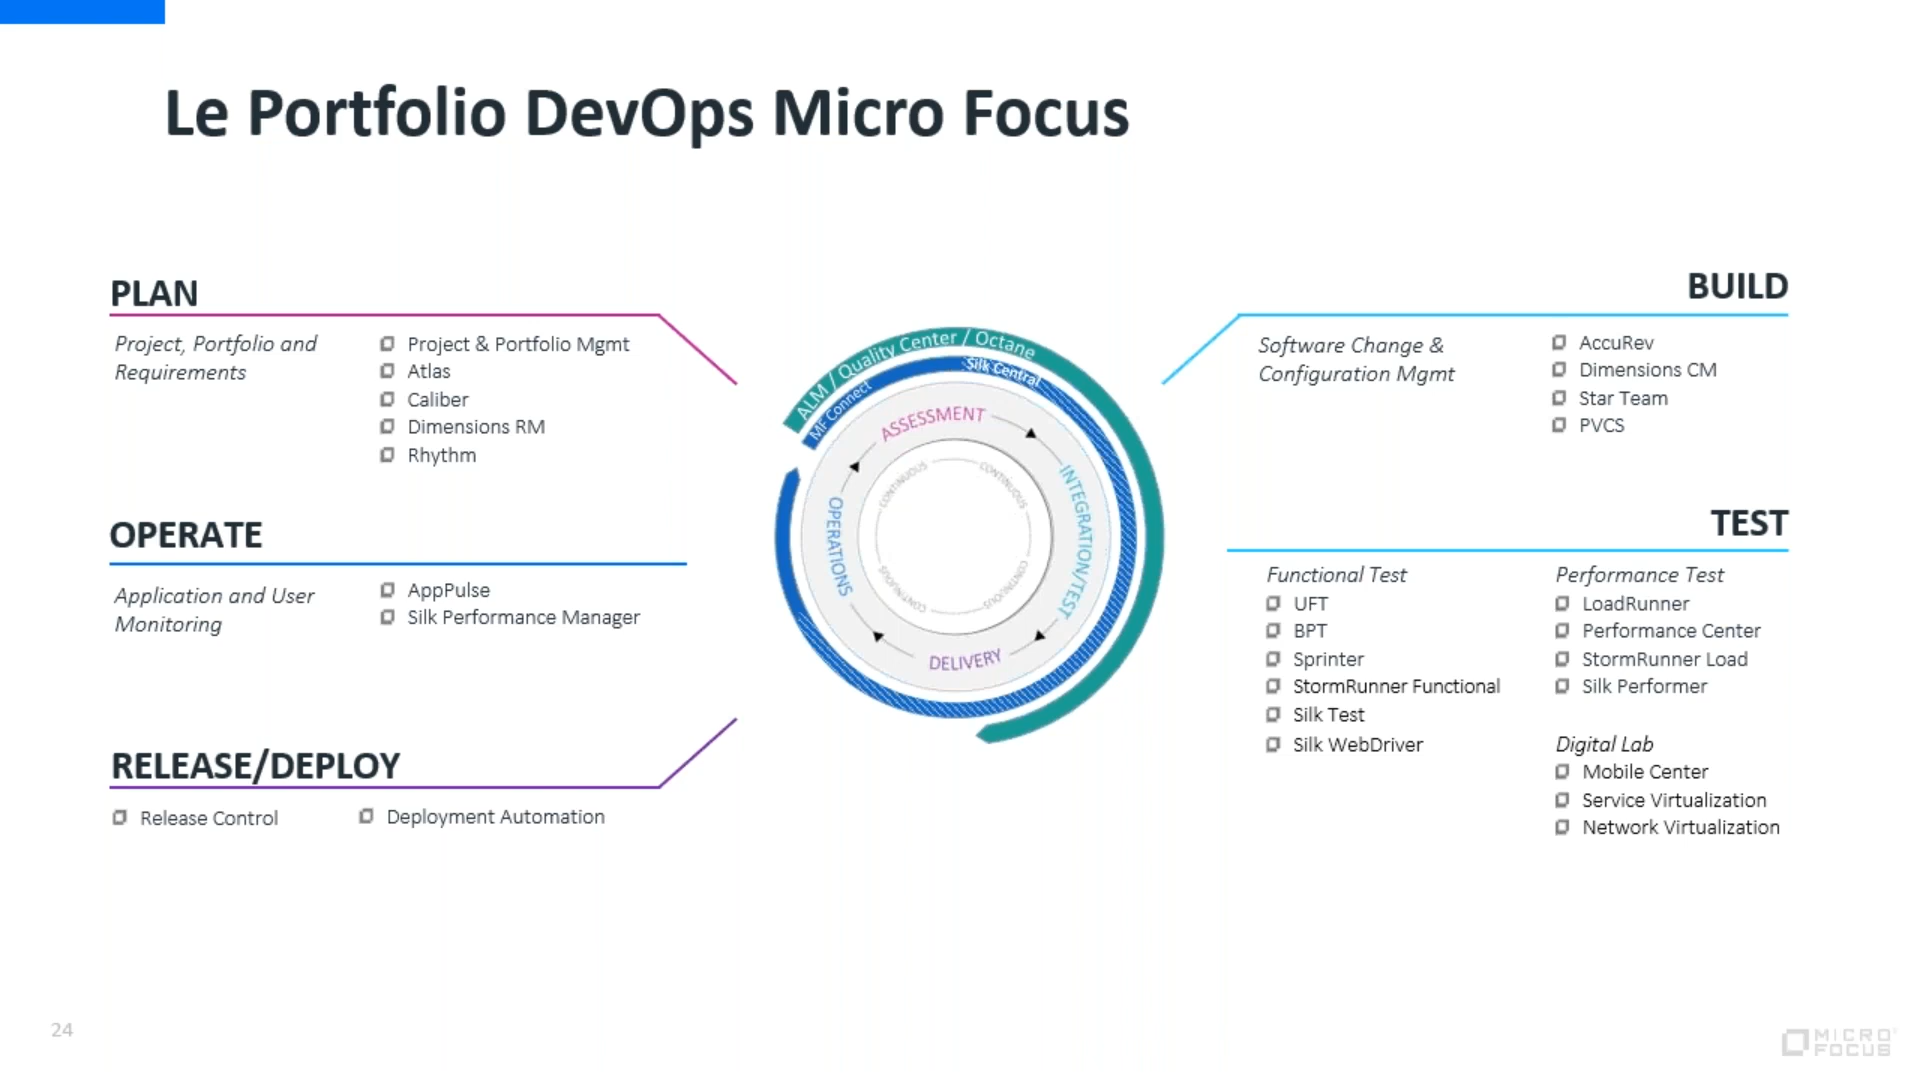 Le Portfolio DevOps Micro Focus
PLAN
Project, Portfolio and
Requirements
Project & Portfolio Mgmt
Atlas
Caliber
Dimensions RM
Rhythm
OPERATE
Application and User
Monitoring
AppPulse
Silk Performance Manager
RELEASE/DEPLOY
Release Control
Deployment Automation
ALM / Quality Center / Octane
MF Connect
Silk Central
ASSESSMENT
INTEGRATION/TEST
DELIVERY
OPERATIONS
CONTINUOUS
CONTINUOUS
CONTINUOUS
CONTINUOUS
BUILD
Software Change &
Configuration Mgmt
AccuRev
Dimensions CM
Star Team
PVCS
TEST
Functional Test
UFT
BPT
Sprinter
StormRunner Functional
Silk Test
Silk WebDriver
Performance Test
LoadRunner
Performance Center
StormRunner Load
Silk Performer
Digital Lab
Mobile Center
Service Virtualization
Network Virtualization
24
MICRO
FOCUS